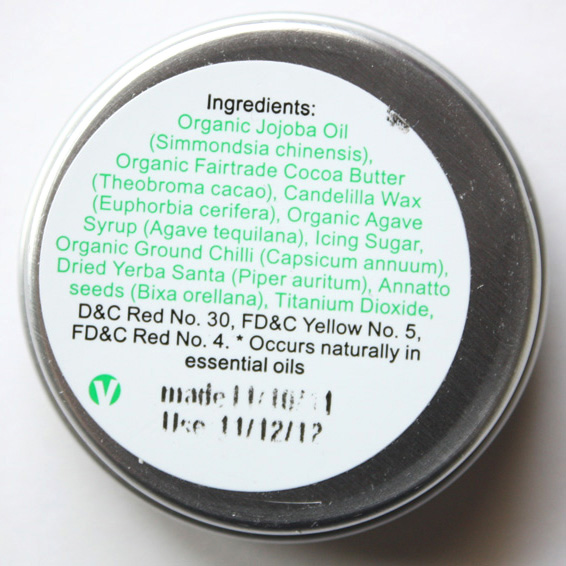 Ingredients:
Organic Jojoba Oil
(Simmondsia chinensis),
Organic Fairtrade Cocoa Butter
(Theobroma cacao), Candelilla Wax
(Euphorbia cerifera), Organic Agave
Syrup (Agave tequilana), Icing Sugar,
Organic Ground Chilli (Capsicum annuum),
Dried Yerba Santa (Piper auritum), Annatto
seeds (Bixa orellana), Titanium Dioxide,
D&C Red No. 30, FD&C Yellow No. 5,
FD&C Red No. 4. * Occurs naturally in
essential oils
V
made
Use 11/12/12